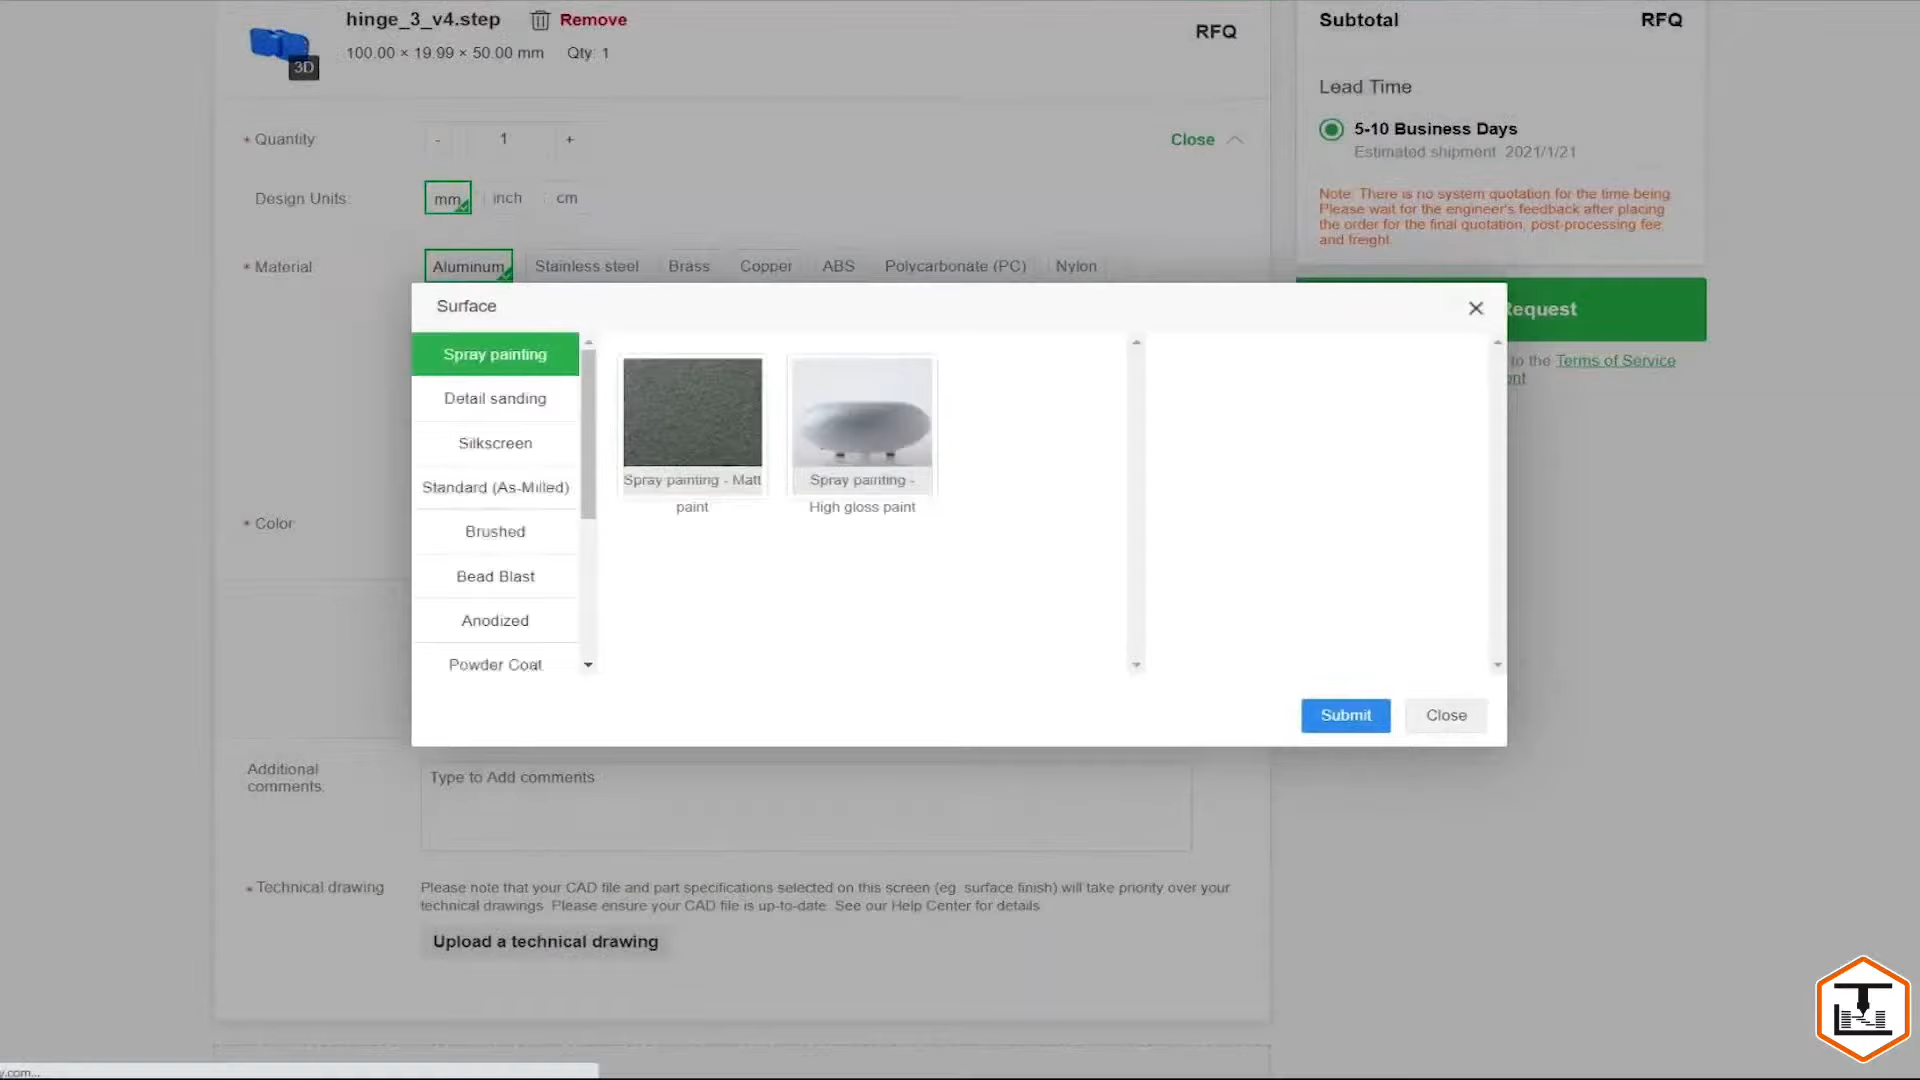 hinge_3_v4.step Remove
100.00 × 19.99 × 50.00 mm Qty: 1
3D
RFQ
Subtotal RFQ
Lead Time
5-10 Business Days
Estimated shipment 2021/1/21
Note: There is no system quotation for the time being
Please wait for the engineer's feedback after placing
the order for the final quotation, post-processing fee,
and freight.
* Quantity - 1 + Close
Design Units: mm inch cm
* Material Aluminum Stainless steel Brass Copper ABS Polycarbonate (PC) Nylon
Request
to the Terms of Service
Surface
Spray painting
Detail sanding
Silkscreen
Standard (As-Milled)
Brushed
Bead Blast
Anodized
Powder Coat
Spray painting - Matt
paint
Spray painting -
High gloss paint
* Color
Submit Close
Additional
comments:
Type to Add comments
* Technical drawing
Please note that your CAD file and part specifications selected on this screen (eg. surface finish) will take priority over your
technical drawings. Please ensure your CAD file is up-to-date. See our Help Center for details
Upload a technical drawing
y.com...